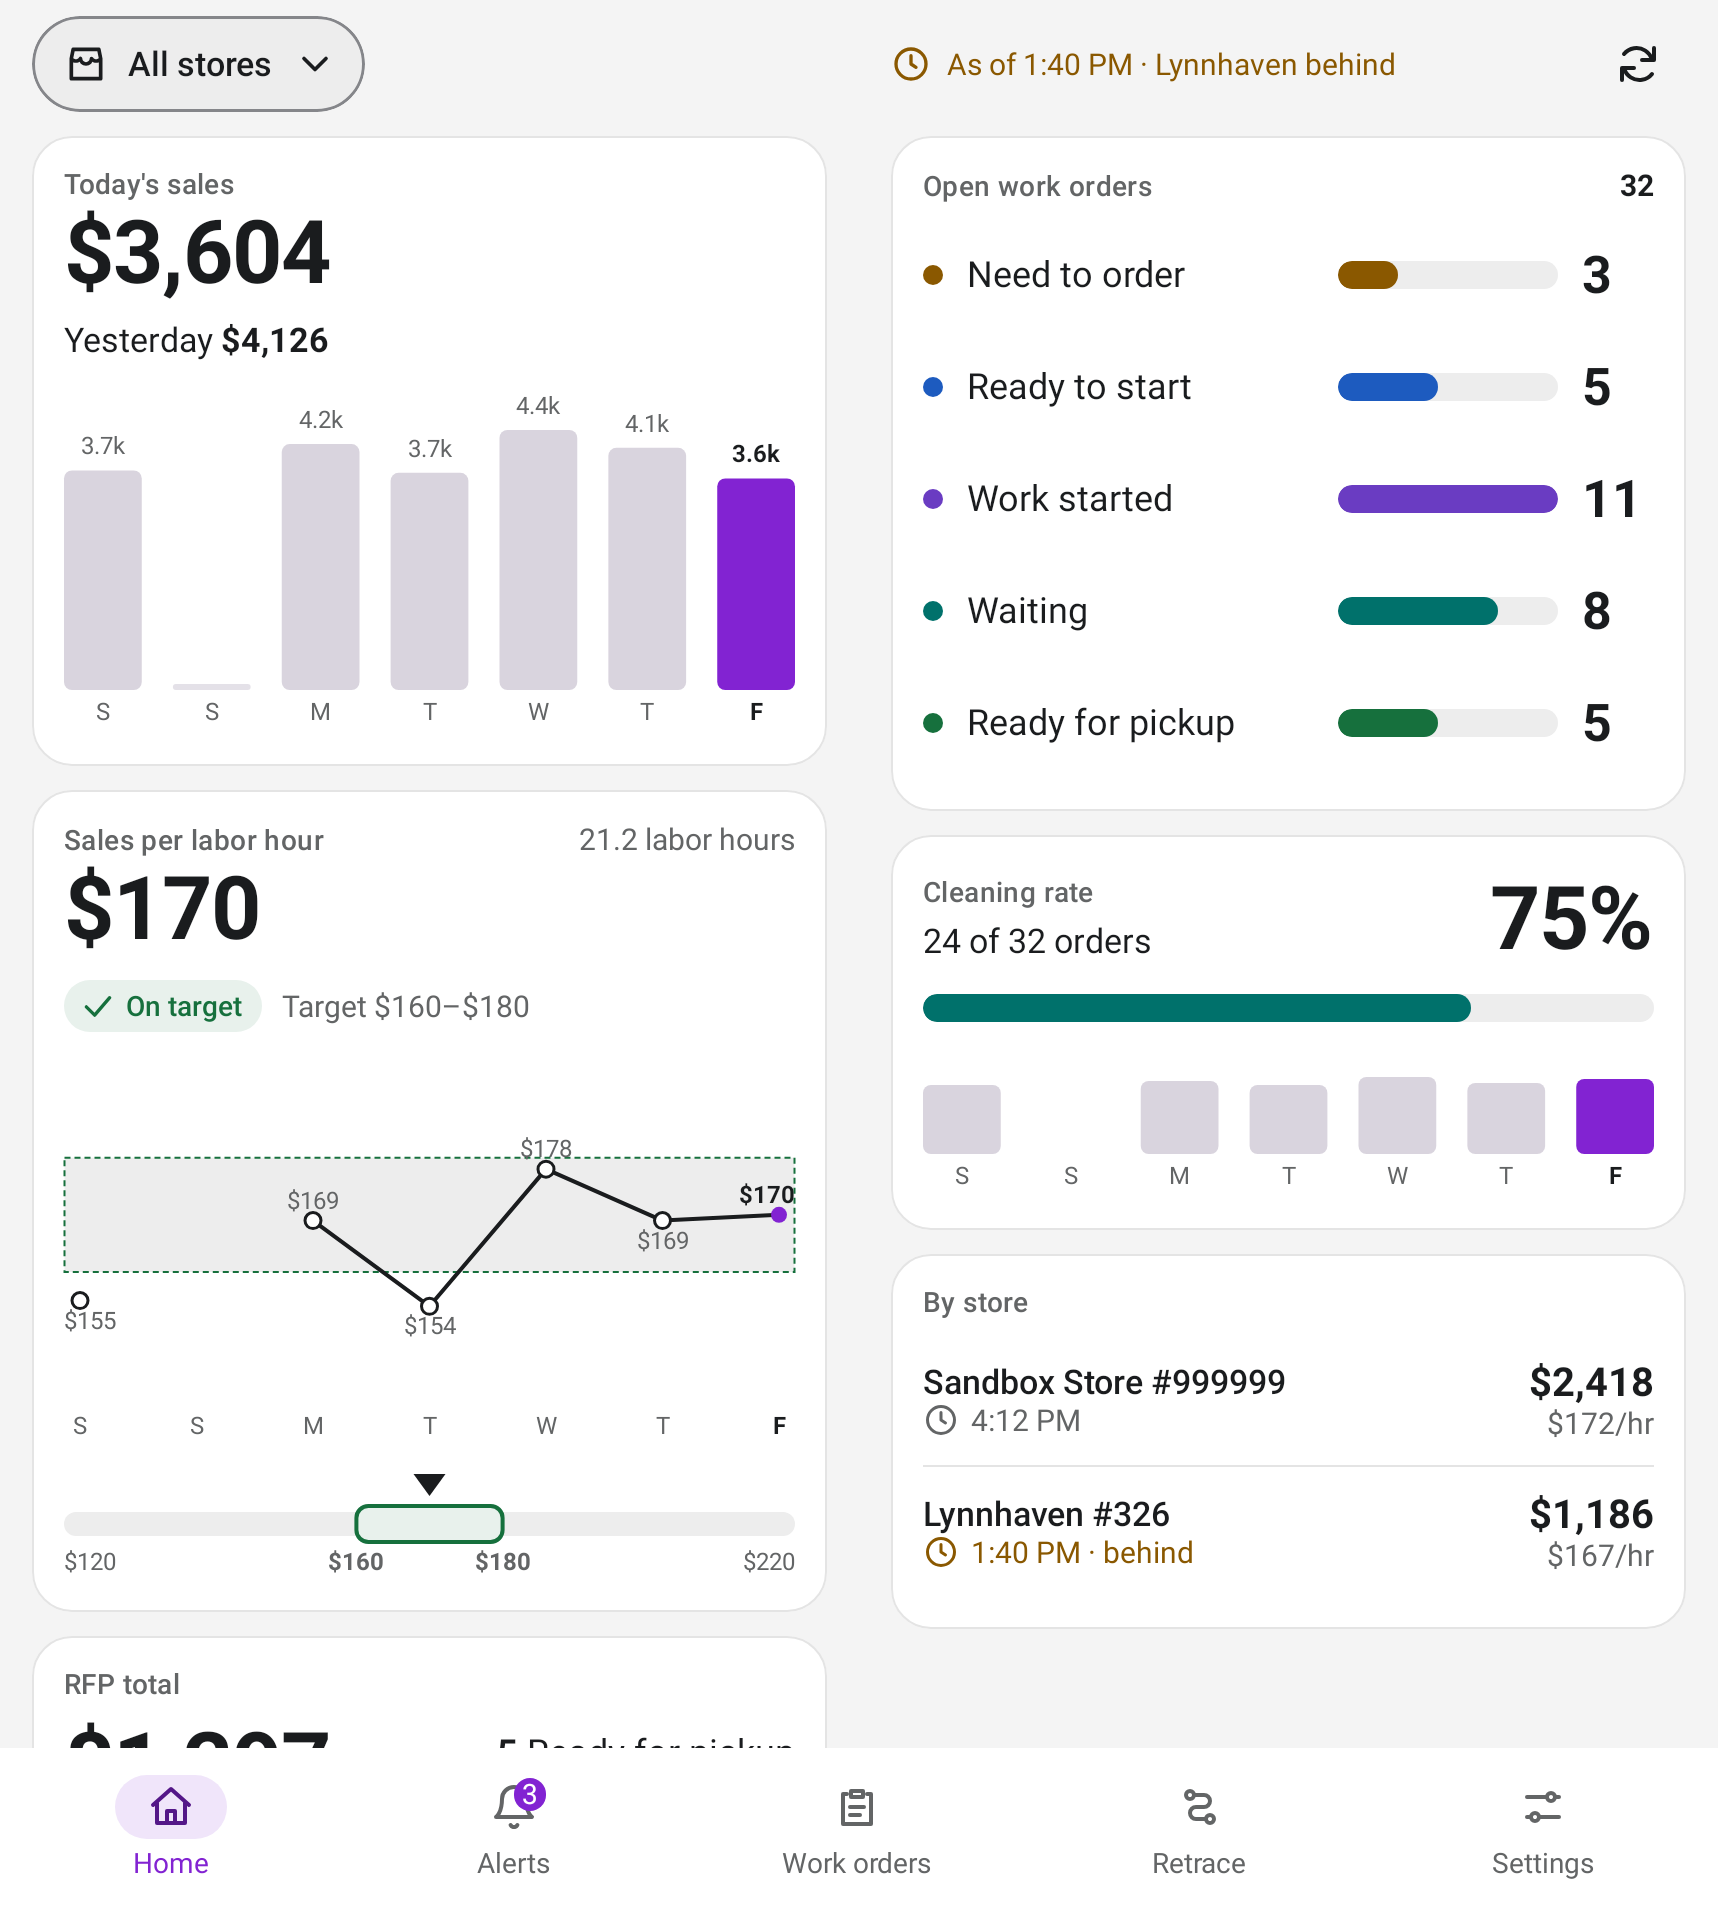 All stores
As of 1:40 PM · Lynnhaven behind
Today's sales
$3,604
Yesterday $4,126
3.7k
4.2k
3.7k
4.4k
4.1k
3.6k
S S M T W T F
Sales per labor hour
21.2 labor hours
$170
On target
Target $160–$180
$155
$169
$154
$178
$169
$170
S S M T W T F
$120 $160 $180 $220
RFP total
5 Ready for pickup
Open work orders 32
Need to order 3
Ready to start 5
Work started 11
Waiting 8
Ready for pickup 5
Cleaning rate
24 of 32 orders
75%
S S M T W T F
By store
Sandbox Store #999999 $2,418
4:12 PM $172/hr
Lynnhaven #326 $1,186
1:40 PM · behind $167/hr
Home
3
Alerts
Work orders
Retrace
Settings